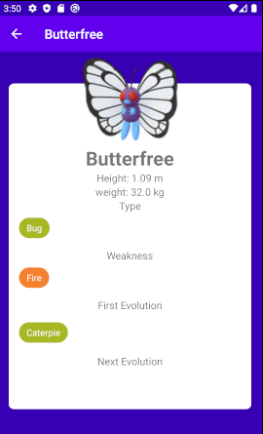 3:50
Butterfree
Butterfree
Height: 1.09 m
weight: 32.0 kg
Type
Bug
Weakness
Fire
First Evolution
Caterpie
Next Evolution